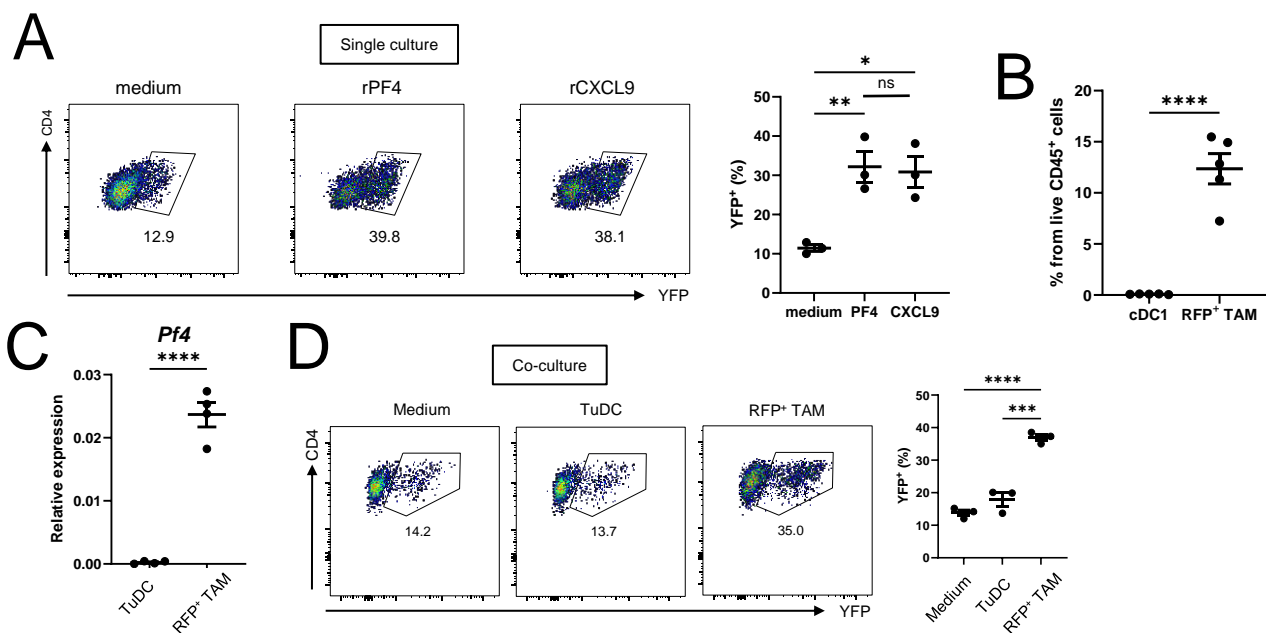 A
Single culture
medium
rPF4
rCXCL9
CD4
12.9
39.8
38.1
YFP
*
ns
**
50
40
30
20
10
0
YFP⁺ (%)
medium PF4 CXCL9
B
****
20
15
10
5
0
% from live CD45⁺ cells
cDC1 RFP⁺ TAM
C
Pf4
****
0.03
0.02
0.01
0.00
Relative expression
TuDC
RFP⁺ TAM
D
Co-culture
Medium
TuDC
RFP⁺ TAM
CD4
14.2
13.7
35.0
YFP
****
***
50
40
30
20
10
0
YFP⁺ (%)
Medium
TuDC
RFP⁺ TAM